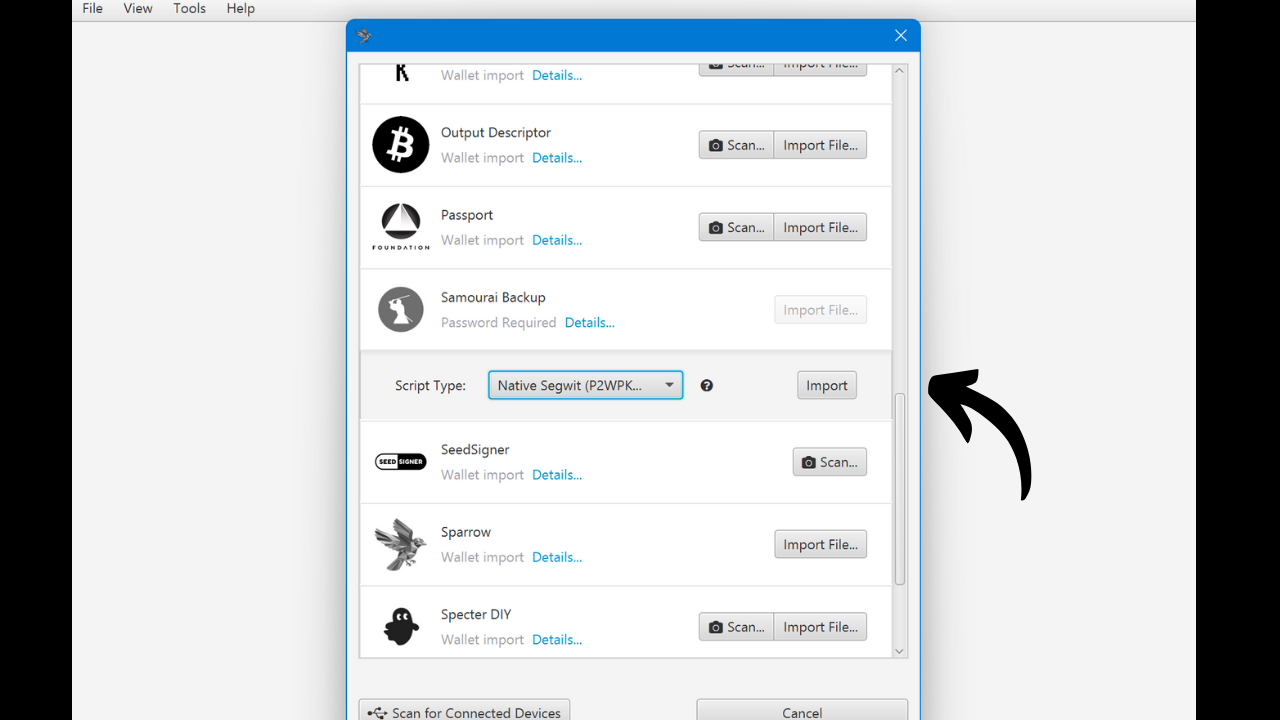 File View Tools Help
Wallet import Details...
Scan... Import File...
Output Descriptor
Wallet import Details...
Scan... Import File...
Passport
FOUNDATION
Wallet import Details...
Scan... Import File...
Samourai Backup
Password Required Details...
Import File...
Script Type: Native Segwit (P2WPK... Import
SEED SIGNER
SeedSigner
Wallet import Details...
Scan...
Sparrow
Wallet import Details...
Import File...
Specter DIY
Wallet import Details...
Scan... Import File...
Scan for Connected Devices Cancel